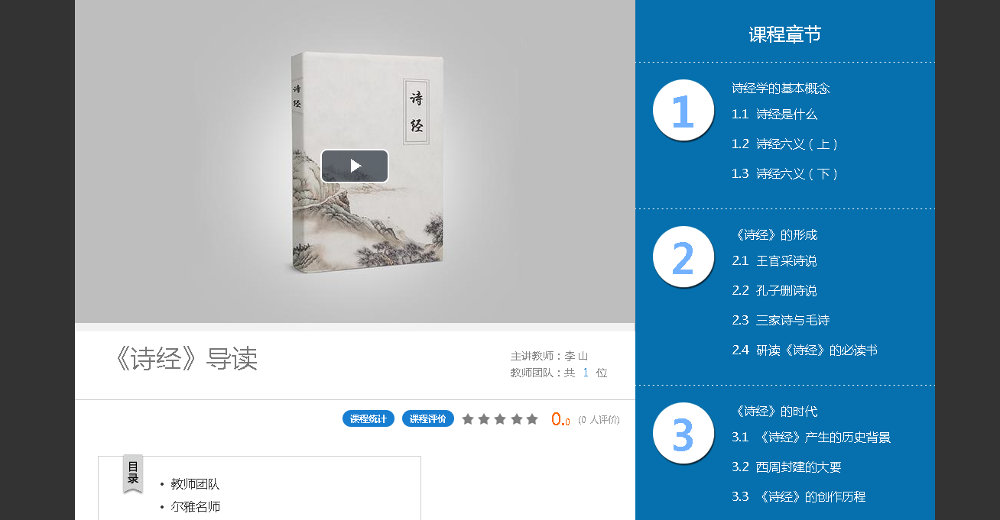 诗经
诗经
《诗经》导读
主讲教师：李 山
教师团队：共 1 位
课程统计 课程评价 0.0 (0 人评价)
目录
• 教师团队
• 尔雅名师
课程章节
1 诗经学的基本概念
1.1 诗经是什么
1.2 诗经六义（上）
1.3 诗经六义（下）
2 《诗经》的形成
2.1 王官采诗说
2.2 孔子删诗说
2.3 三家诗与毛诗
2.4 研读《诗经》的必读书
3 《诗经》的时代
3.1 《诗经》产生的历史背景
3.2 西周封建的大要
3.3 《诗经》的创作历程